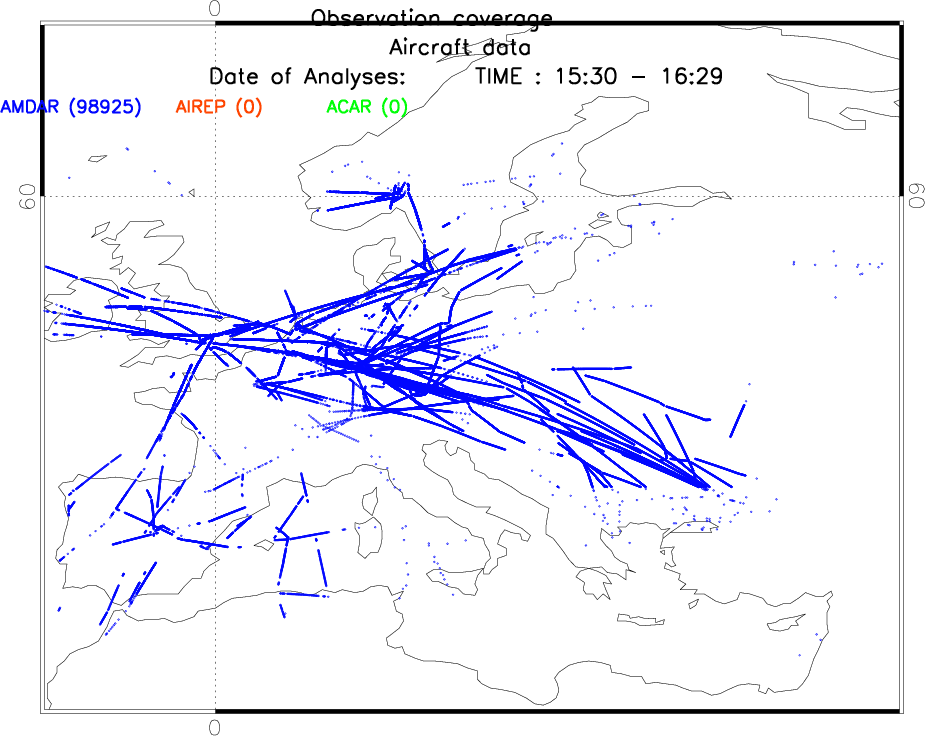 0
Observation coverage
Aircraft data
Date of Analyses: TIME : 15:30 – 16:29
AMDAR (98925) AIREP (0) ACAR (0)
60 60
0